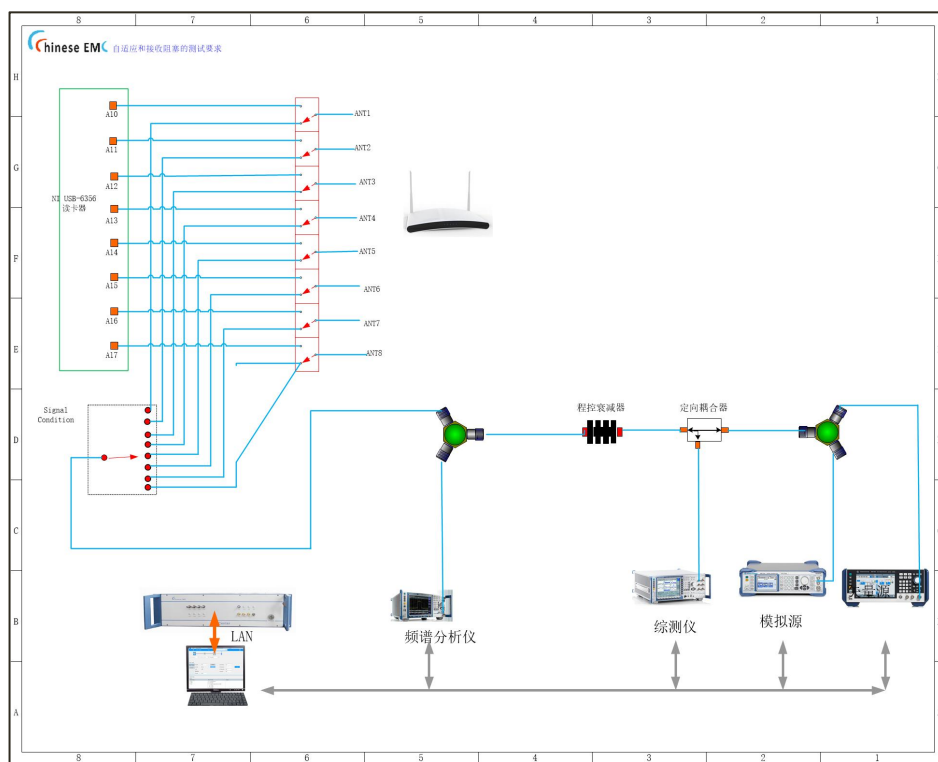 8 7 6 5 4 3 2 1
Chinese EMC 自适应和接收阻塞的测试要求
H
G
F
E
D
C
B
A
A10
A11
A12
NI USB-6356
读卡器
A13
A14
A15
A16
A17
ANT1
ANT2
ANT3
ANT4
ANT5
ANT6
ANT7
ANT8
Signal
Condition
程控衰减器
定向耦合器
LAN
频谱分析仪
综测仪
模拟源
8 7 6 5 4 3 2 1